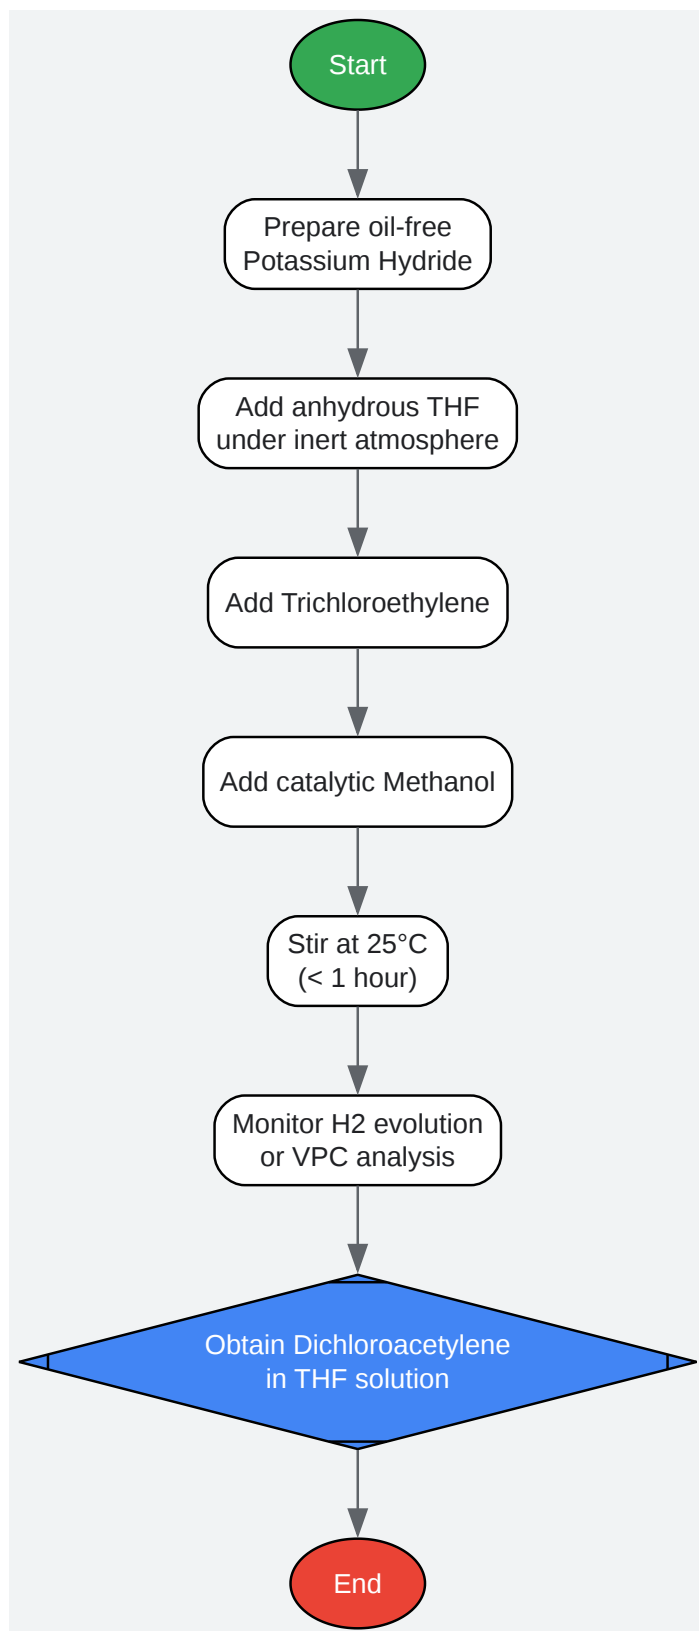 Start
Prepare oil-free
Potassium Hydride
Add anhydrous THF
under inert atmosphere
Add Trichloroethylene
Add catalytic Methanol
Stir at 25°C
(< 1 hour)
Monitor H2 evolution
or VPC analysis
Obtain Dichloroacetylene
in THF solution
End